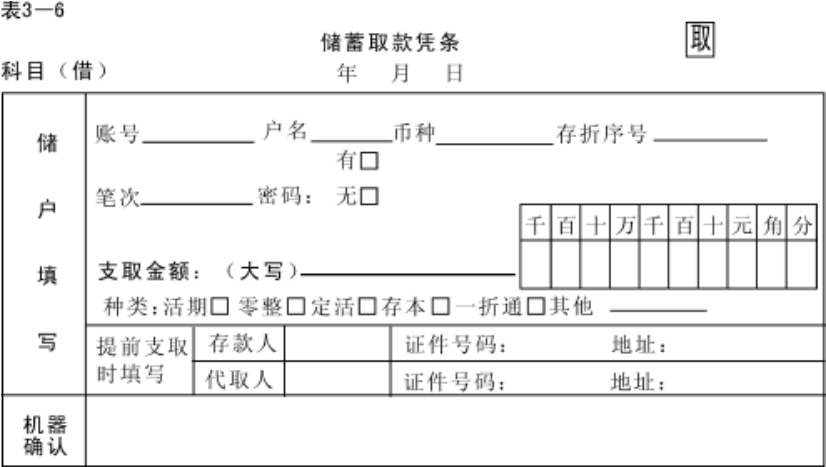 表3—6
储蓄取款凭条 取
科目（借） 年 月 日
储户填写
账号 户名 币种 存折序号
有□
笔次 密码： 无□
千 百 十 万 千 百 十 元 角 分
支取金额：（大写）
种类：活期□ 零整□ 定活□ 存本□ 一折通□ 其他
提前支取时填写
存款人 证件号码： 地址：
代取人 证件号码： 地址：
机器确认